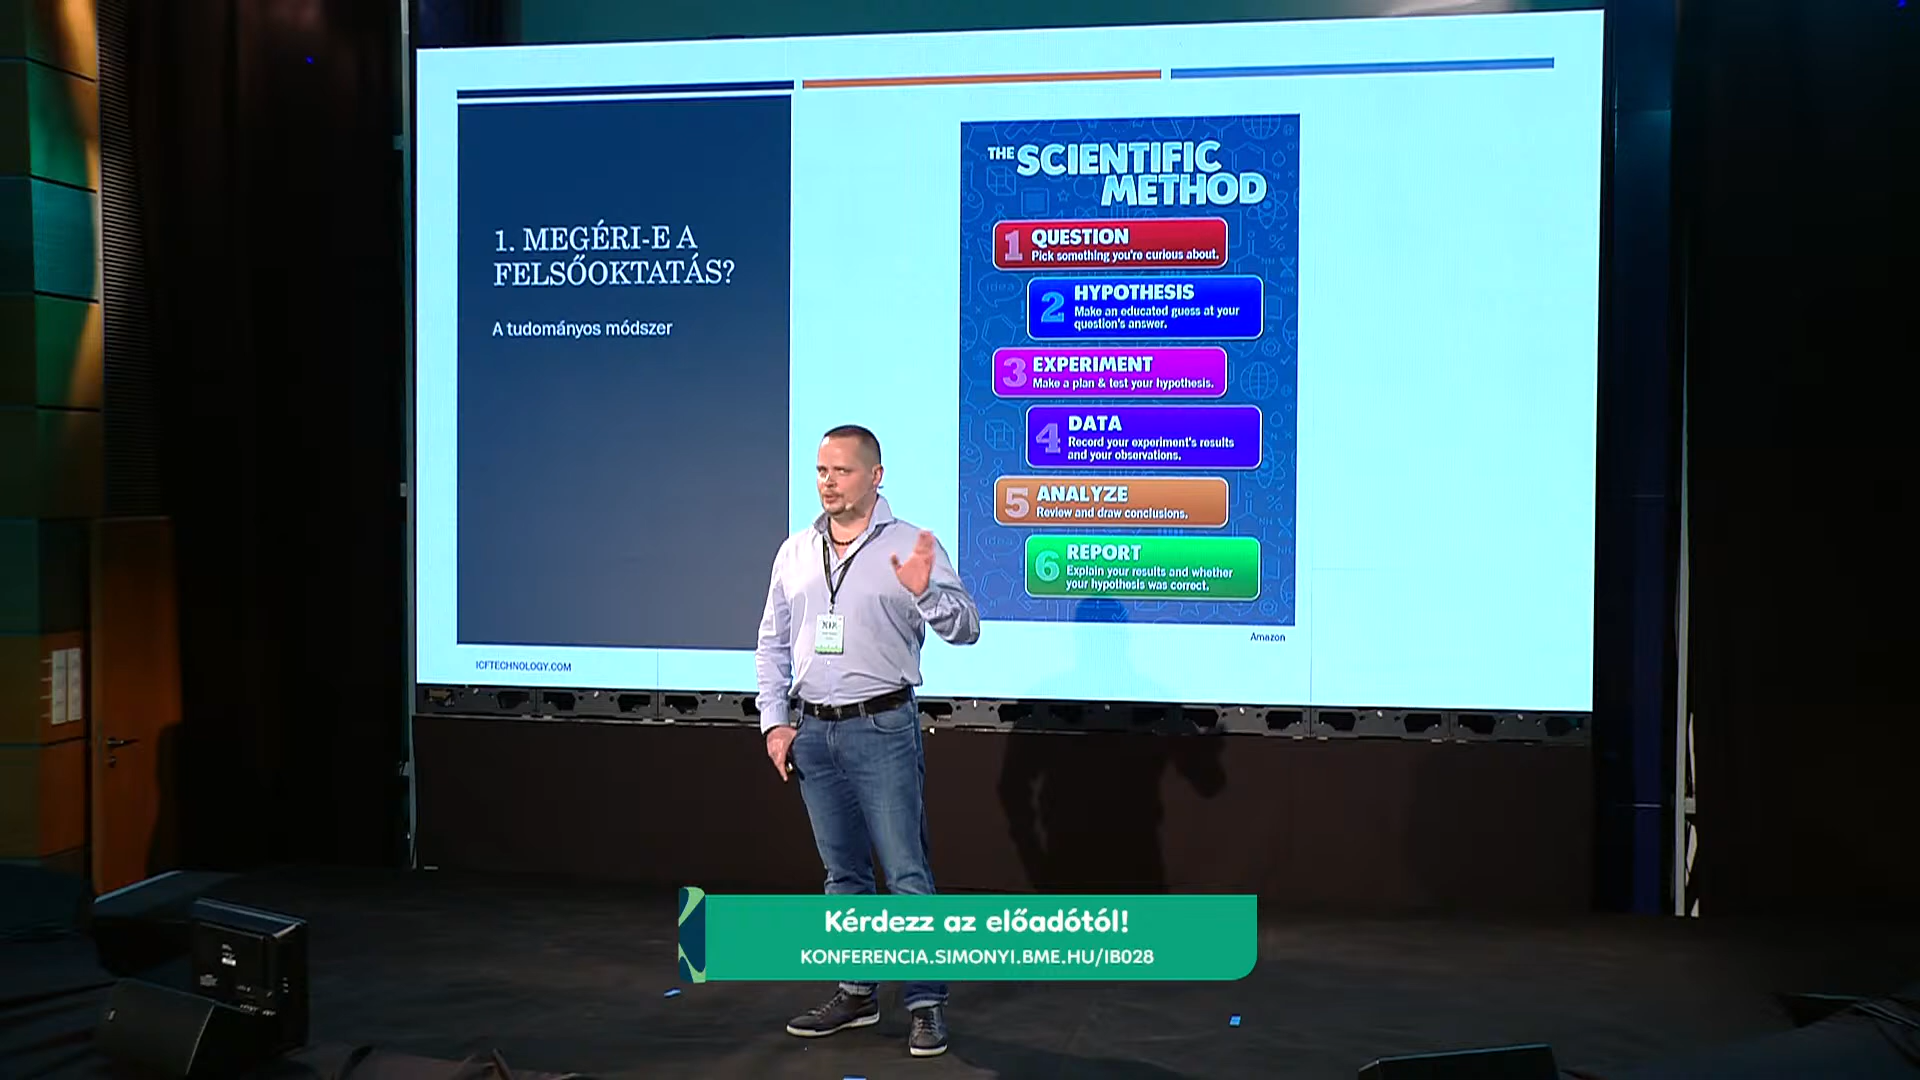 1. MEGÉRI-E A
FELSŐOKTATÁS?
A tudományos módszer
ICFTECHNOLOGY.COM
THE SCIENTIFIC
METHOD
1 QUESTION
Pick something you're curious about.
2 HYPOTHESIS
Make an educated guess at your
question's answer.
3 EXPERIMENT
Make a plan & test your hypothesis.
4 DATA
Record your experiment's results
and your observations.
5 ANALYZE
Review and draw conclusions.
6 REPORT
Explain your results and whether
your hypothesis was correct.
Amazon
Kérdezz az előadótól!
KONFERENCIA.SIMONYI.BME.HU/IB028